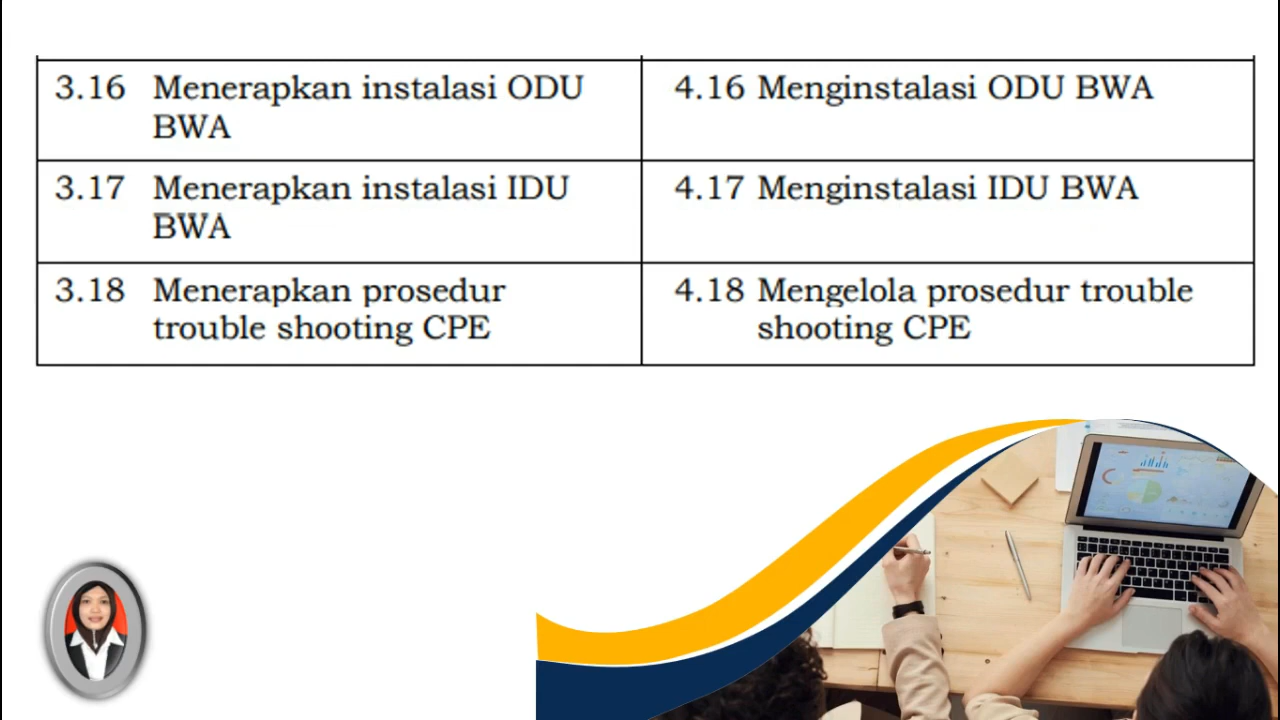 3.16 Menerapkan instalasi ODU
BWA
4.16 Menginstalasi ODU BWA
3.17 Menerapkan instalasi IDU
BWA
4.17 Menginstalasi IDU BWA
3.18 Menerapkan prosedur
trouble shooting CPE
4.18 Mengelola prosedur trouble
shooting CPE